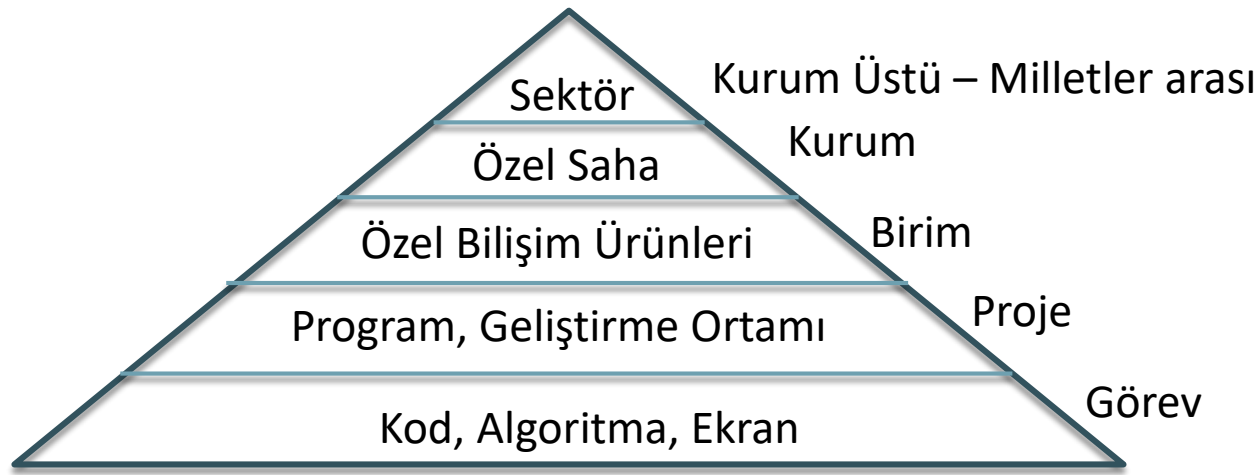 Sektör
Kurum Üstü – Milletler arası
Özel Saha
Kurum
Özel Bilişim Ürünleri
Birim
Program, Geliştirme Ortamı
Proje
Kod, Algoritma, Ekran
Görev